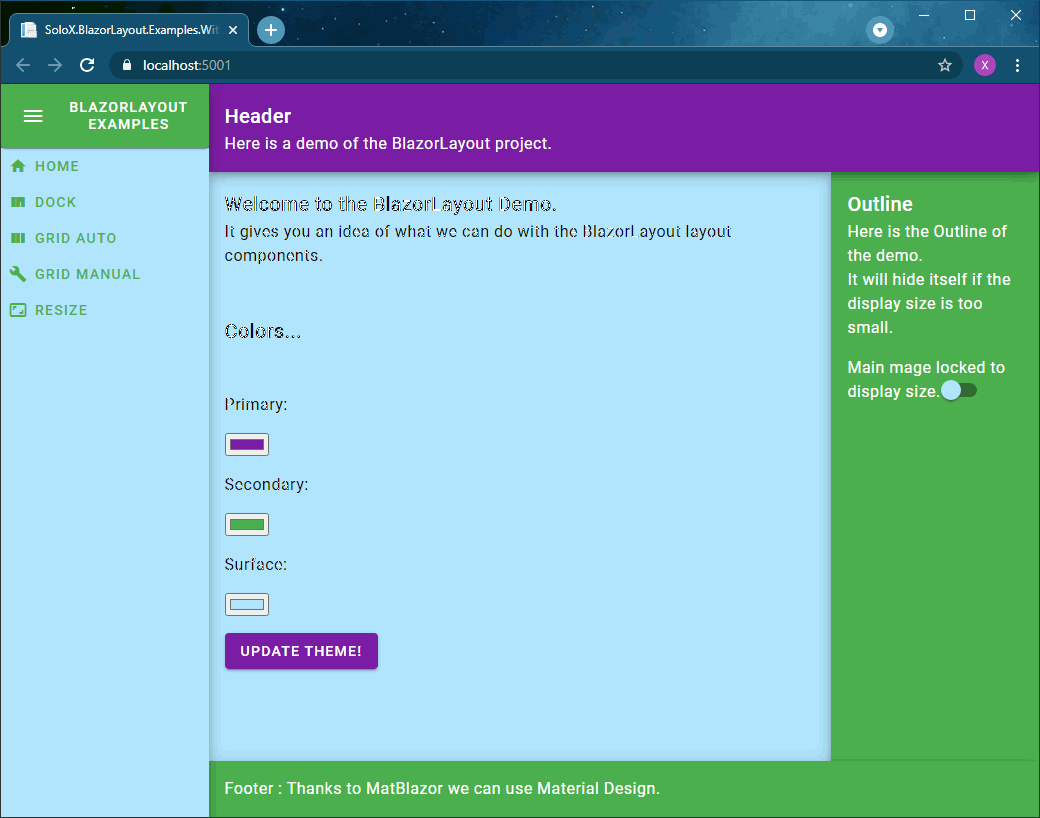 SoloX.BlazorLayout.Examples.Wit
localhost:5001
X
BLAZORLAYOUT
EXAMPLES
HOME
DOCK
GRID AUTO
GRID MANUAL
RESIZE
Header
Here is a demo of the BlazorLayout project.
Welcome to the BlazorLayout Demo.
It gives you an idea of what we can do with the BlazorLayout layout
components.
Colors...
Primary:
Secondary:
Surface:
UPDATE THEME!
Outline
Here is the Outline of
the demo.
It will hide itself if the
display size is too
small.
Main mage locked to
display size.
Footer : Thanks to MatBlazor we can use Material Design.